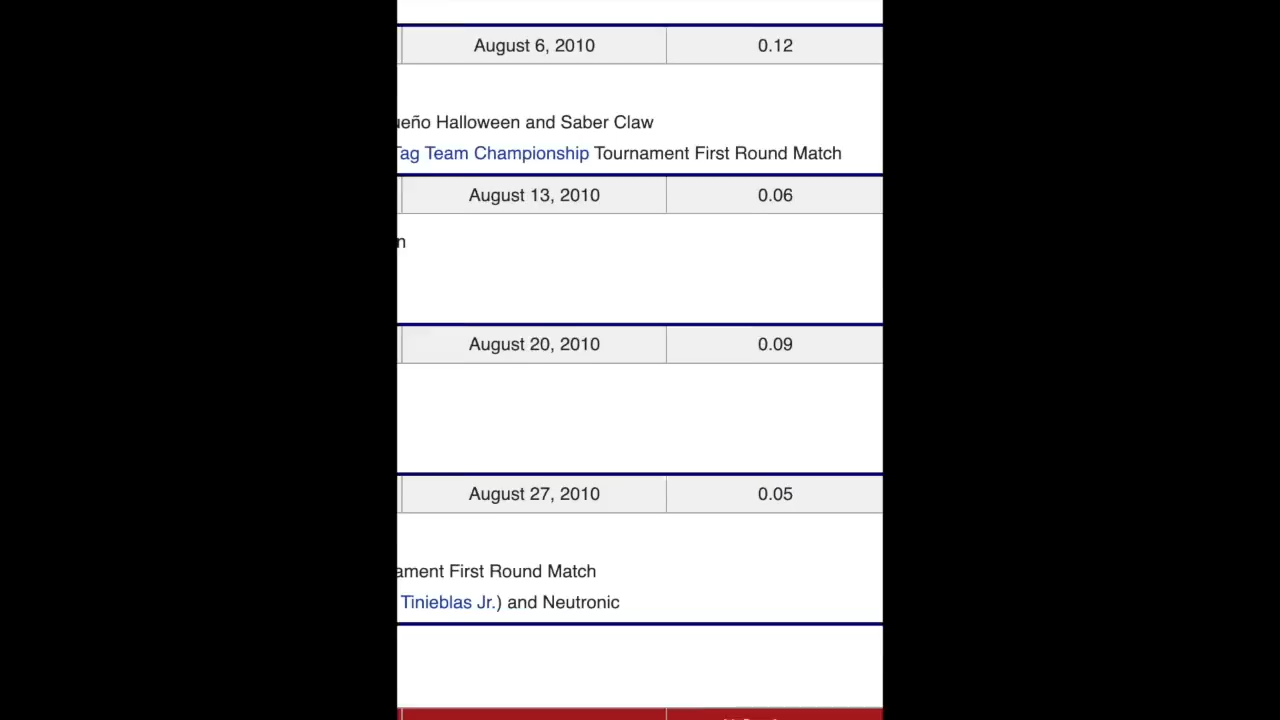 August 6, 2010 0.12
ueño Halloween and Saber Claw
Tag Team Championship Tournament First Round Match
August 13, 2010 0.06
n
August 20, 2010 0.09
August 27, 2010 0.05
ament First Round Match
Tinieblas Jr.) and Neutronic